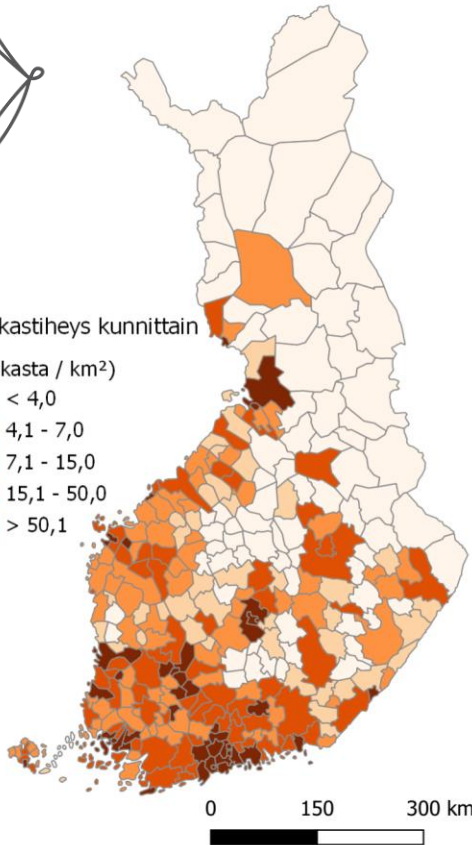 kastiheys kunnittain
kasta / km²)
< 4,0
4,1 - 7,0
7,1 - 15,0
15,1 - 50,0
> 50,1
0 150 300 km